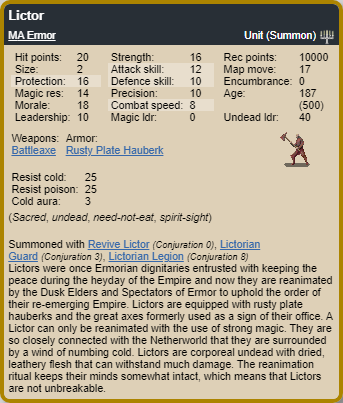 Lictor
MA Ermor Unit (Summon)
Hit points: 20 Strength: 16 Rec points: 10000
Size: 2 Attack skill: 12 Map move: 17
Protection: 16 Defence skill: 10 Encumbrance: 0
Magic res: 14 Precision: 10 Age: 187
Morale: 18 Combat speed: 8 (500)
Leadership: 10 Magic ldr: 0 Undead ldr: 40
Weapons: Armor:
Battleaxe Rusty Plate Hauberk
Resist cold: 25
Resist poison: 25
Cold aura: 3
(Sacred, undead, need-not-eat, spirit-sight)
Summoned with Revive Lictor (Conjuration 0), Lictorian
Guard (Conjuration 3), Lictorian Legion (Conjuration 8)
Lictors were once Ermorian dignitaries entrusted with keeping the
peace during the heyday of the Empire and now they are reanimated
by the Dusk Elders and Spectators of Ermor to uphold the order of
their re-emerging Empire. Lictors are equipped with rusty plate
hauberks and the great axes formerly used as a sign of their office. A
Lictor can only be reanimated with the use of strong magic. They are
so closely connected with the Netherworld that they are surrounded
by a wind of numbing cold. Lictors are corporeal undead with dried,
leathery flesh that can withstand much damage. The reanimation
ritual keeps their minds somewhat intact, which means that Lictors
are not unbreakable.